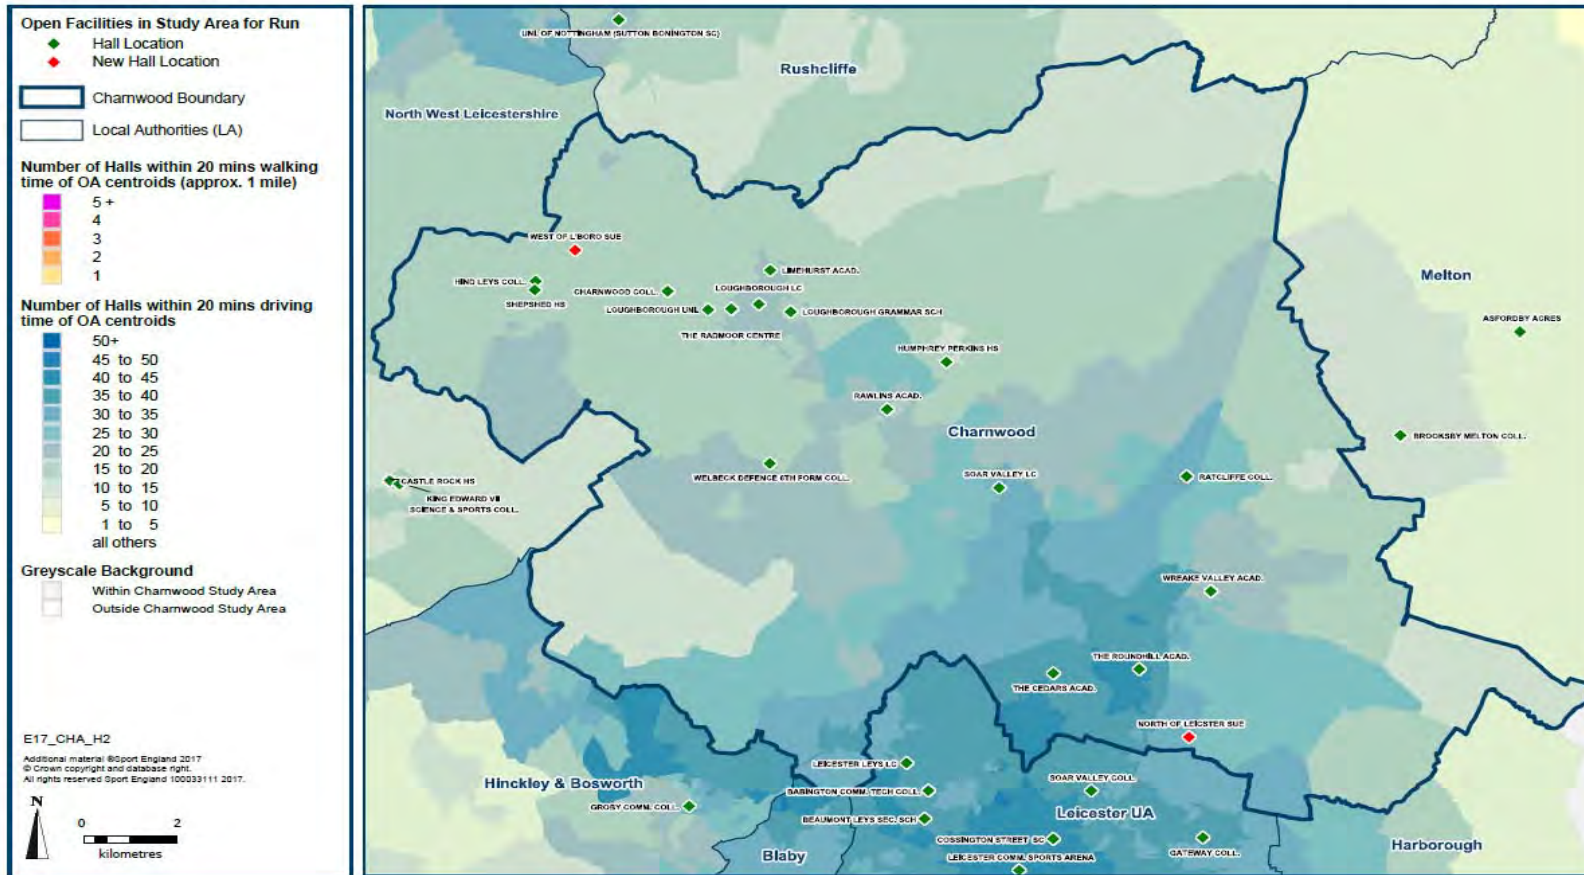 Open Facilities in Study Area for Run
Hall Location
New Hall Location
Charnwood Boundary
Local Authorities (LA)
Number of Halls within 20 mins walking
time of OA centroids (approx. 1 mile)
5 +
4
3
2
1
Number of Halls within 20 mins driving
time of OA centroids
50+
45 to 50
40 to 45
35 to 40
30 to 35
25 to 30
20 to 25
15 to 20
10 to 15
5 to 10
1 to 5
all others
Greyscale Background
Within Charnwood Study Area
Outside Charnwood Study Area
E17_CHA_H2
Additional material ©Sport England 2017
© Crown copyright and database right.
All rights reserved Sport England 100033111 2017.
N
0 2
kilometres
UNI. OF NOTTINGHAM (SUTTON BONINGTON SC)
Rushcliffe
North West Leicestershire
WEST OF L'BORO SUE
LIMEHURST ACAD.
Melton
HIND LEYS COLL.
CHARNWOOD COLL.
LOUGHBOROUGH LC
SHEPSHED HS
LOUGHBOROUGH UNI.
LOUGHBOROUGH GRAMMAR SCH
ASFORDBY ACRES
THE RADMOOR CENTRE
HUMPHREY PERKINS HS
RAWLINS ACAD.
Charnwood
BROOKSBY MELTON COLL.
CASTLE ROCK HS
WELBECK DEFENCE 6TH FORM COLL.
SOAR VALLEY LC
RATCLIFFE COLL.
KING EDWARD VII
SCIENCE & SPORTS COLL.
WREAKE VALLEY ACAD.
THE ROUNDHILL ACAD.
THE CEDARS ACAD.
NORTH OF LEICSTER SUE
LEICESTER LEYS LC
SOAR VALLEY COLL.
Hinckley & Bosworth
BABINGTON COMM. TECH COLL.
GROBY COMM. COLL.
BEAUMONT LEYS SEC. SCH
Leicester UA
COSSINGTON STREET SC
GATEWAY COLL.
Harborough
Blaby
LEICESTER COMM. SPORTS ARENA